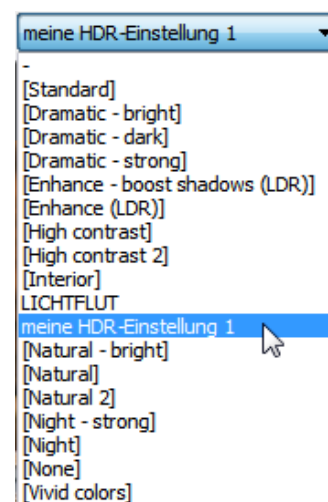 meine HDR-Einstellung 1
-
[Standard]
[Dramatic - bright]
[Dramatic - dark]
[Dramatic - strong]
[Enhance - boost shadows (LDR)]
[Enhance (LDR)]
[High contrast]
[High contrast 2]
[Interior]
LICHTFLUT
meine HDR-Einstellung 1
[Natural - bright]
[Natural]
[Natural 2]
[Night - strong]
[Night]
[None]
[Vivid colors]